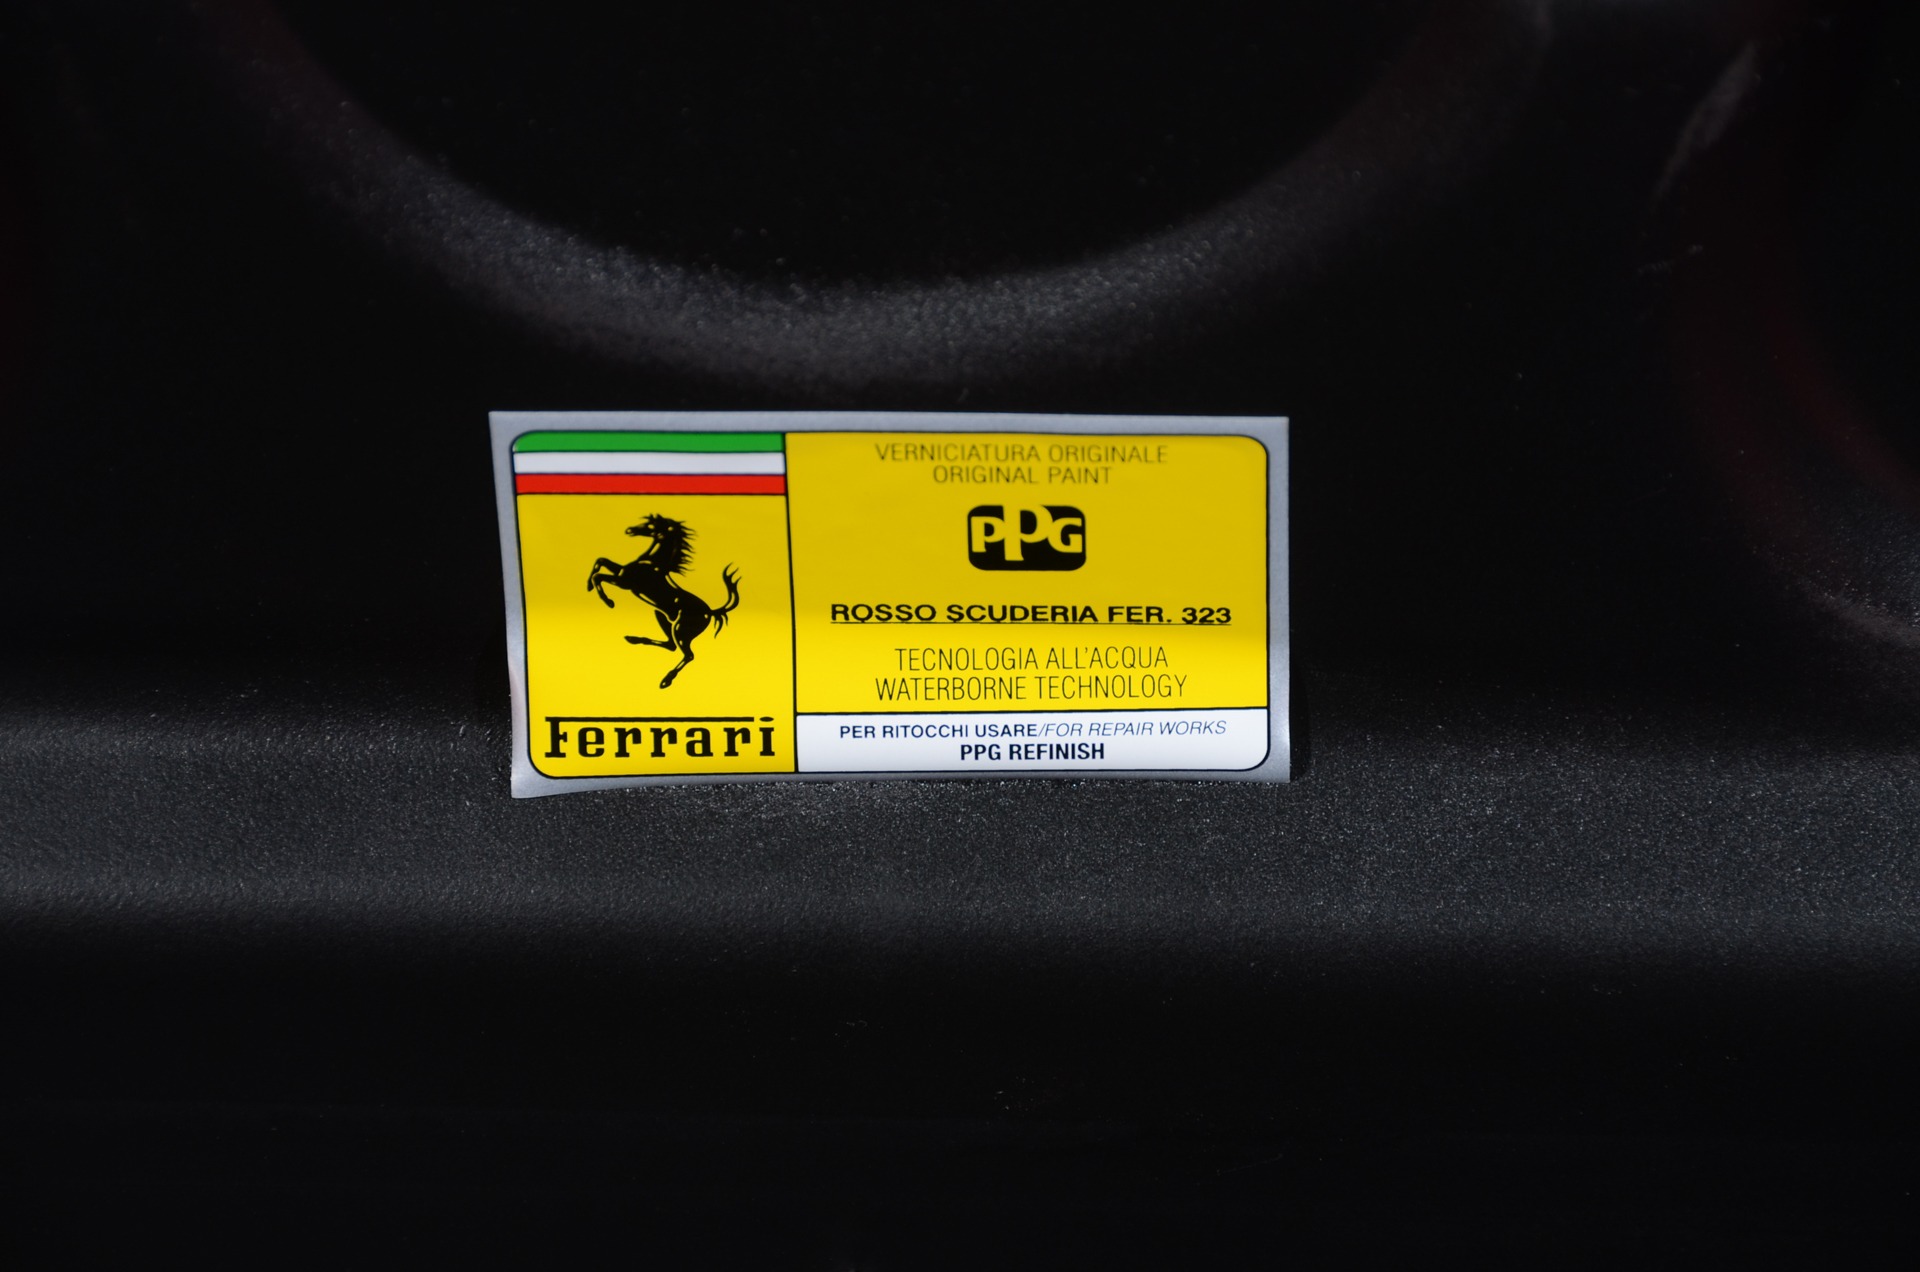 Ferrari
VERNICIATURA ORIGINALE
ORIGINAL PAINT
PPG
ROSSO SCUDERIA FER. 323
TECNOLOGIA ALL'ACQUA
WATERBORNE TECHNOLOGY
PER RITOCCHI USARE/FOR REPAIR WORKS
PPG REFINISH